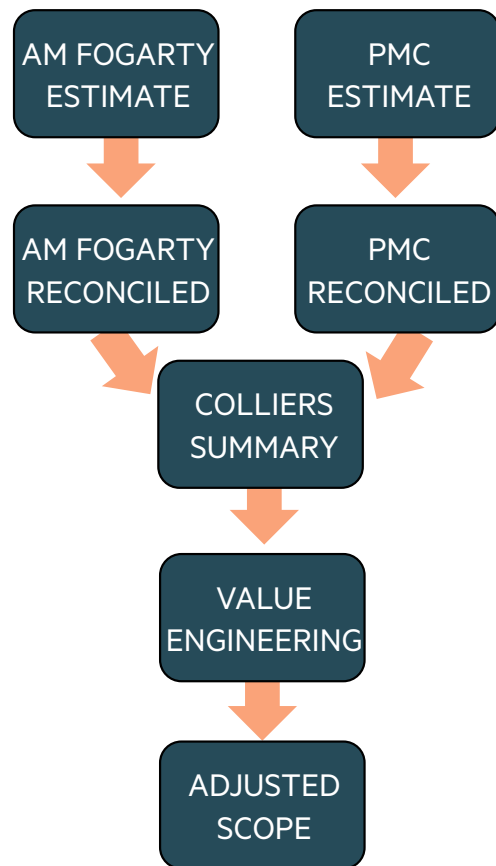 AM FOGARTY
ESTIMATE
PMC
ESTIMATE
AM FOGARTY
RECONCILED
PMC
RECONCILED
COLLIERS
SUMMARY
VALUE
ENGINEERING
ADJUSTED
SCOPE